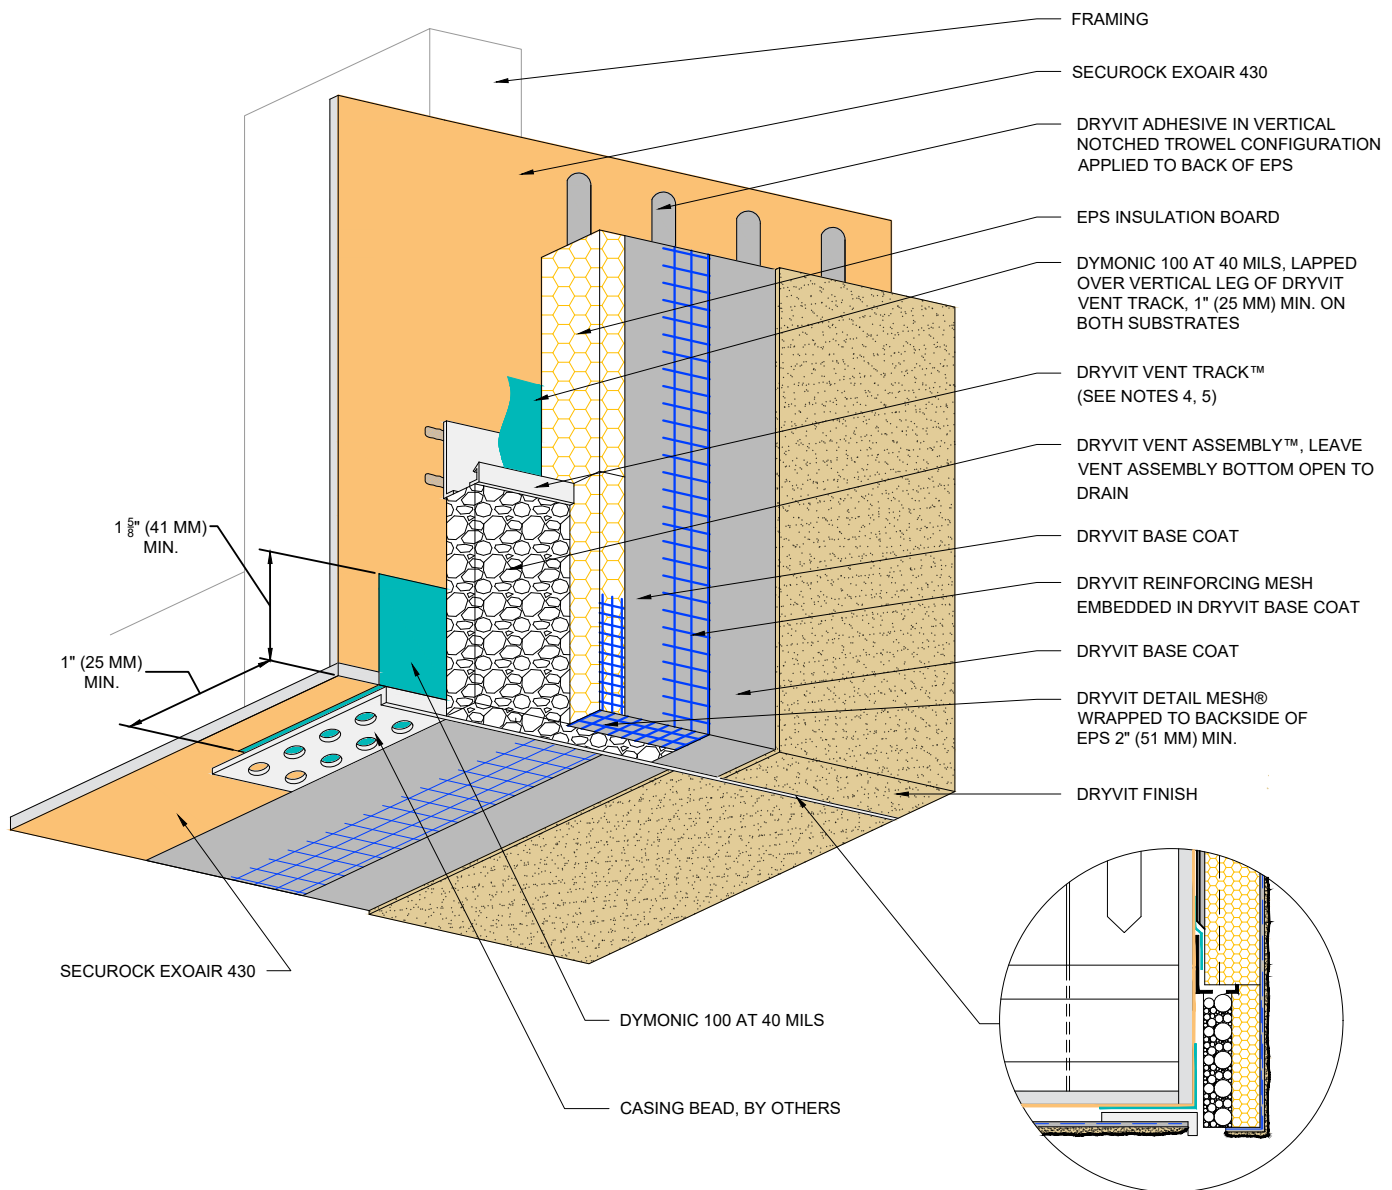 FRAMING
SECUROCK EXOAIR 430
DRYVIT ADHESIVE IN VERTICAL
NOTCHED TROWEL CONFIGURATION
APPLIED TO BACK OF EPS
EPS INSULATION BOARD
DYMONIC 100 AT 40 MILS, LAPPED
OVER VERTICAL LEG OF DRYVIT
VENT TRACK, 1" (25 MM) MIN. ON
BOTH SUBSTRATES
DRYVIT VENT TRACK™
(SEE NOTES 4, 5)
DRYVIT VENT ASSEMBLY™, LEAVE
VENT ASSEMBLY BOTTOM OPEN TO
DRAIN
DRYVIT BASE COAT
DRYVIT REINFORCING MESH
EMBEDDED IN DRYVIT BASE COAT
DRYVIT BASE COAT
DRYVIT DETAIL MESH®
WRAPPED TO BACKSIDE OF
EPS 2" (51 MM) MIN.
DRYVIT FINISH
1 5/8" (41 MM)
MIN.
1" (25 MM)
MIN.
SECUROCK EXOAIR 430
DYMONIC 100 AT 40 MILS
CASING BEAD, BY OTHERS